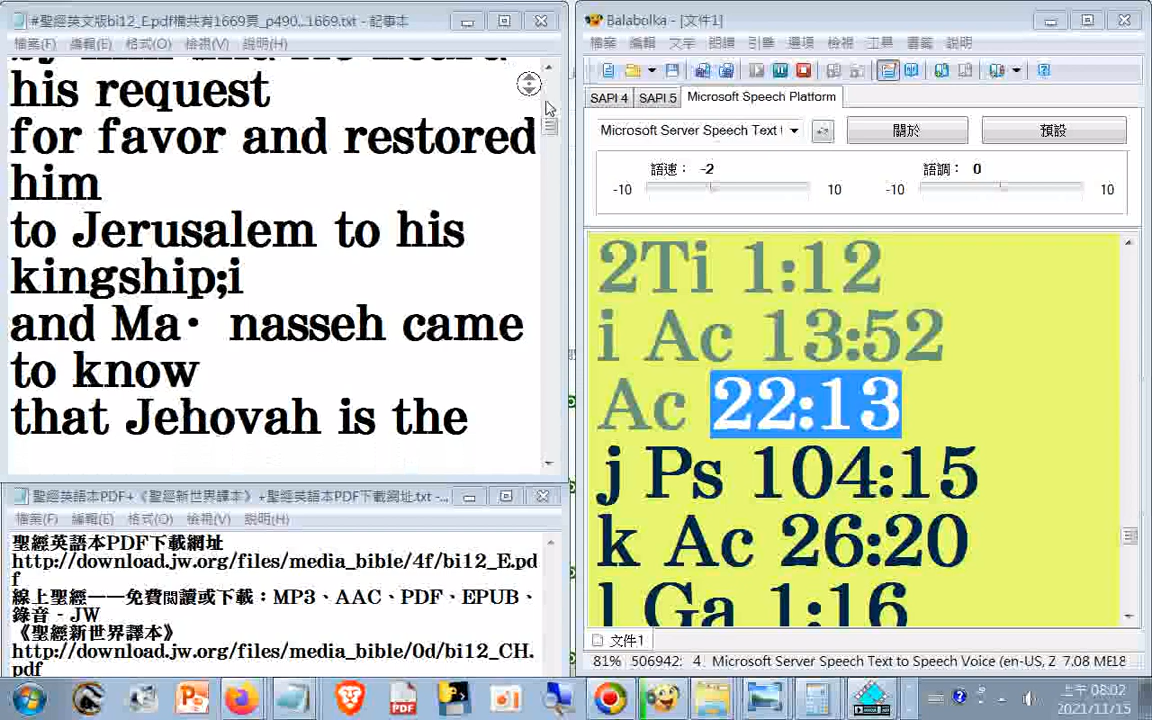 #聖經英文版bi12_E.pdf檔共有1669頁_p490,..1669.txt - 記事本
檔案(F) 編輯(E) 格式(O) 檢視(V) 說明(H)
his request
for favor and restored
him
to Jerusalem to his
kingship;i
and Ma· nasseh came
to know
that Jehovah is the
聖經英語本PDF+《聖經新世界譯本》+聖經英語本PDF下載網址.txt -...
檔案(F) 編輯(E) 格式(O) 檢視(V) 說明(H)
聖經英語本PDF下載網址
http://download.jw.org/files/media_bible/4f/bi12_E.pd
f
線上聖經——免費閱讀或下載：MP3、AAC、PDF、EPUB、
錄音 - JW
《聖經新世界譯本》
http://download.jw.org/files/media_bible/0d/bi12_CH.
pdf
Balabolka - [文件1]
檔案 編輯 文字 朗讀 引擎 選項 檢視 工具 書籤 說明
SAPI 4 SAPI 5 Microsoft Speech Platform
Microsoft Server Speech Text t 關於 預設
語速： -2 語調： 0
-10 10 -10 10
2Ti 1:12
i Ac 13:52
Ac 22:13
j Ps 104:15
k Ac 26:20
l Ga 1:16
文件1
81% 506942: 4 Microsoft Server Speech Text to Speech Voice (en-US, Z 7.08 ME18
上午 08:02
2021/11/15